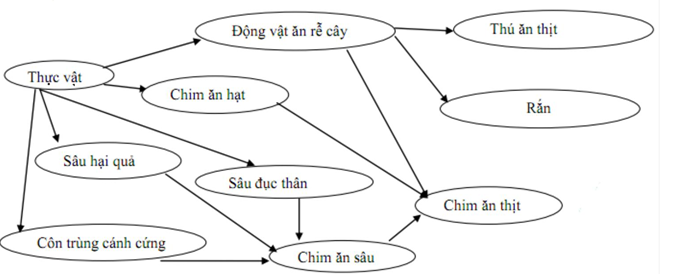 Động vật ăn rễ cây
Thú ăn thịt
Thực vật
Chim ăn hạt
Rắn
Sâu hại quả
Sâu đục thân
Chim ăn thịt
Côn trùng cánh cứng
Chim ăn sâu